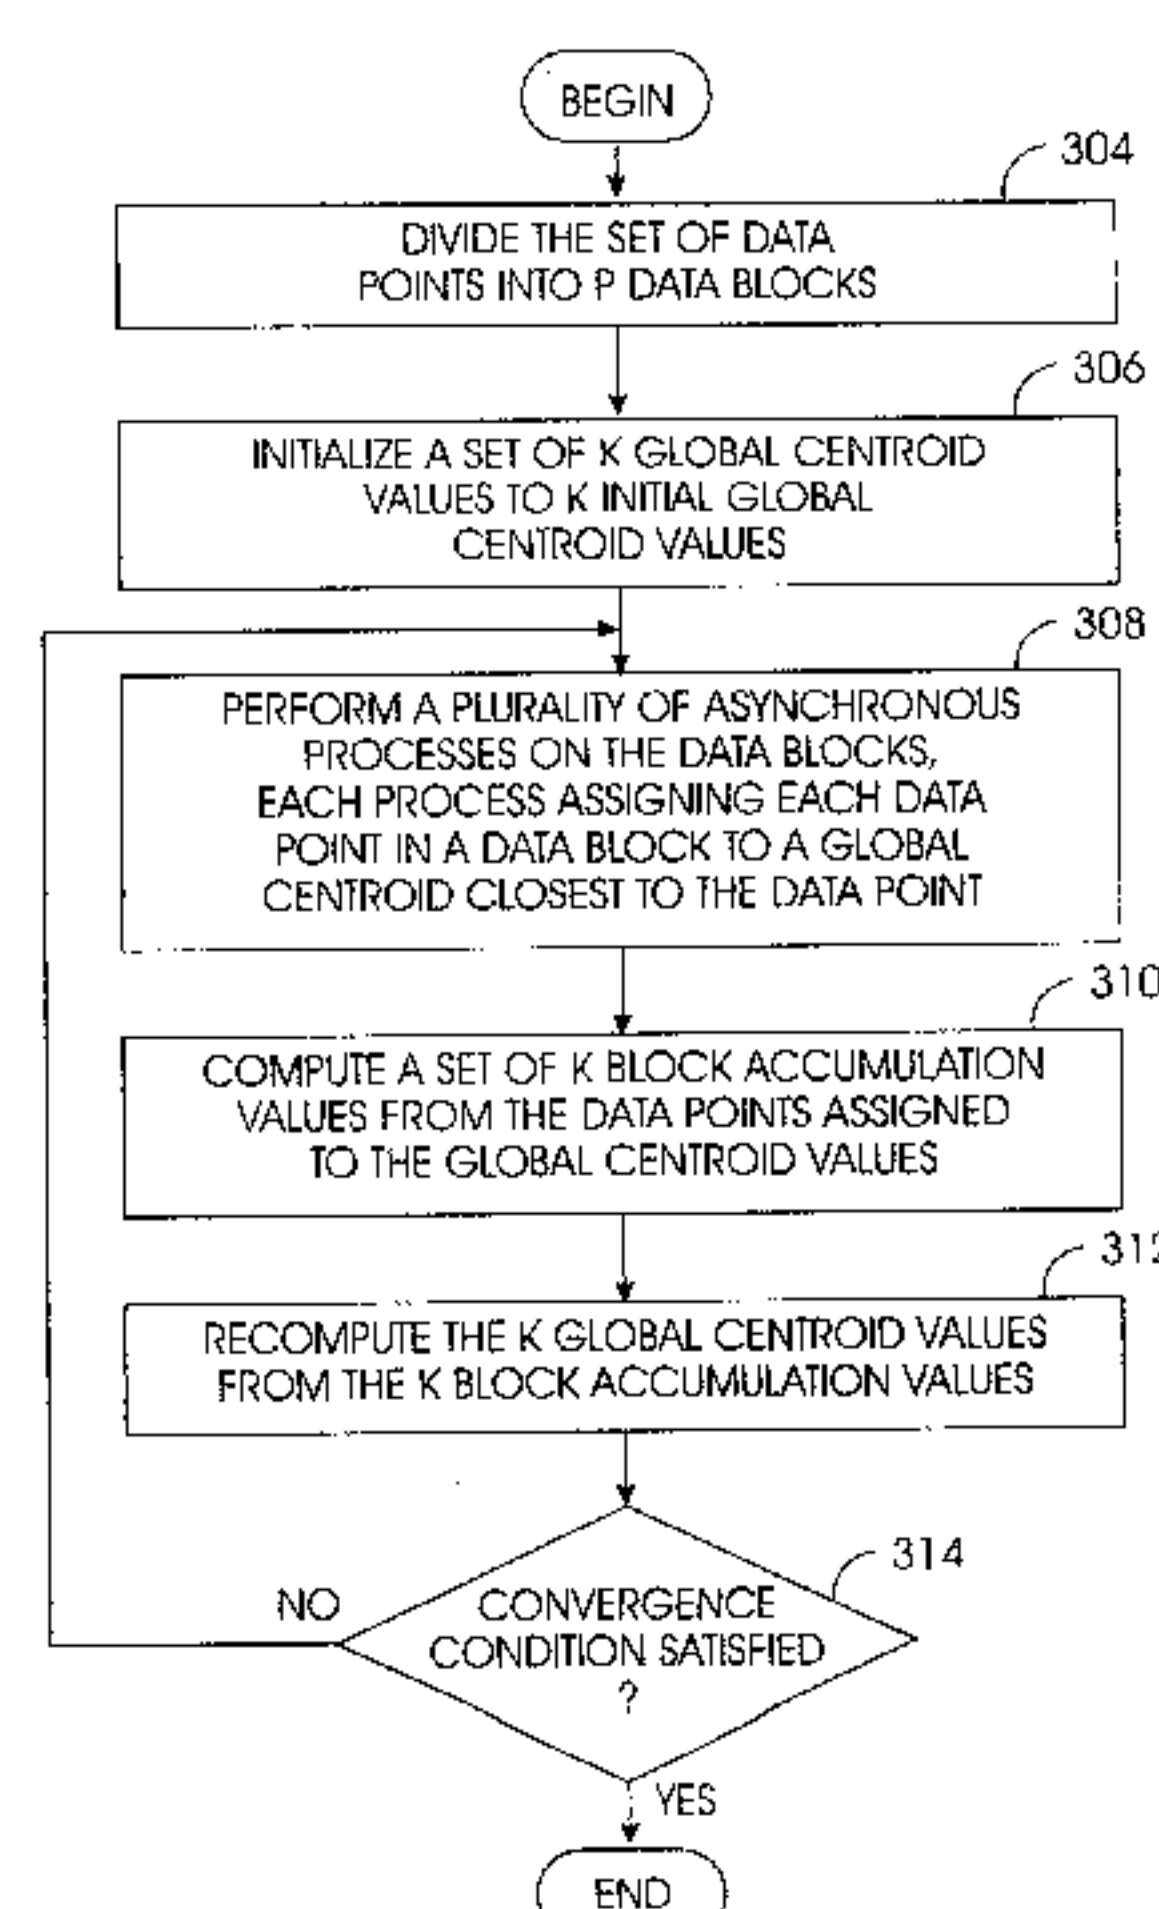 BEGIN
304
DIVIDE THE SET OF DATA
POINTS INTO P DATA BLOCKS
306
INITIALIZE A SET OF K GLOBAL CENTROID
VALUES TO K INITIAL GLOBAL
CENTROID VALUES
308
PERFORM A PLURALITY OF ASYNCHRONOUS
PROCESSES ON THE DATA BLOCKS,
EACH PROCESS ASSIGNING EACH DATA
POINT IN A DATA BLOCK TO A GLOBAL
CENTROID CLOSEST TO THE DATA POINT
310
COMPUTE A SET OF K BLOCK ACCUMULATION
VALUES FROM THE DATA POINTS ASSIGNED
TO THE GLOBAL CENTROID VALUES
312
RECOMPUTE THE K GLOBAL CENTROID VALUES
FROM THE K BLOCK ACCUMULATION VALUES
314
NO
CONVERGENCE
CONDITION SATISFIED
?
YES
END